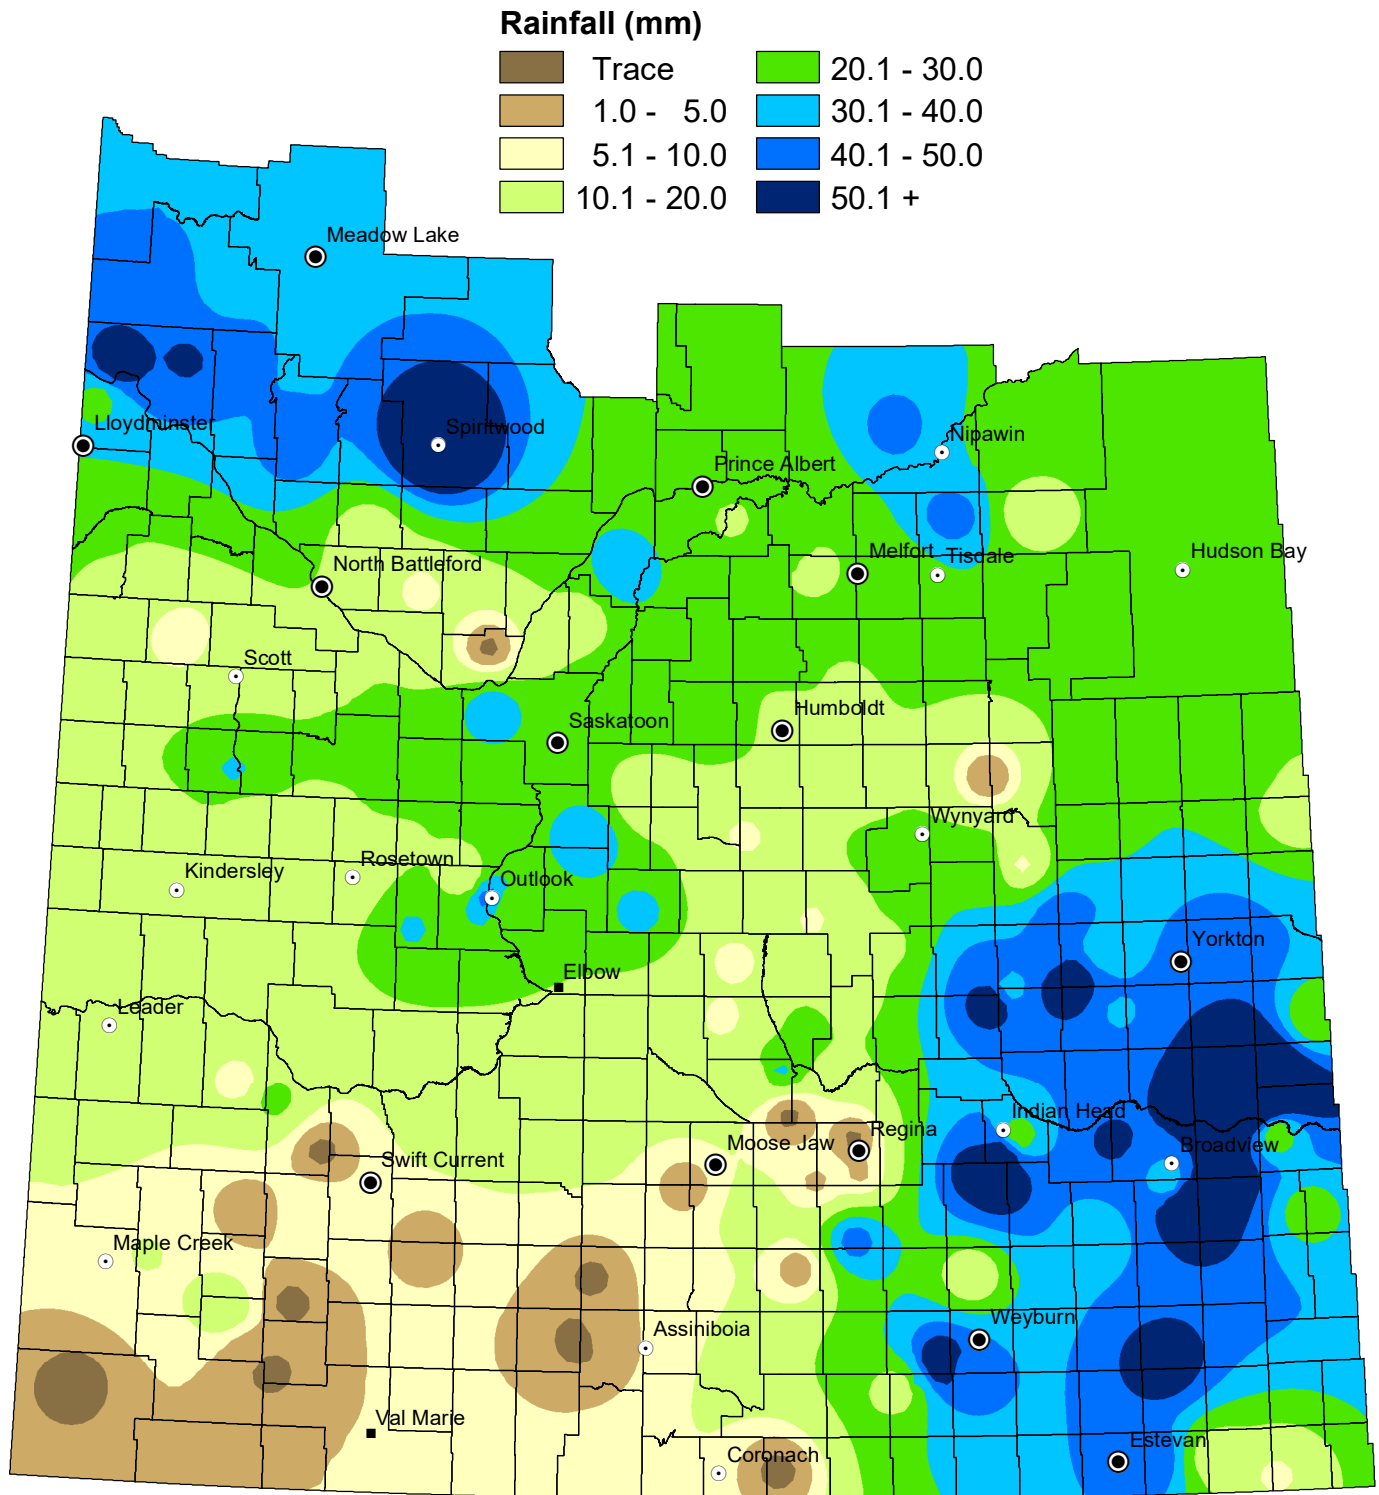 Rainfall (mm)
Trace
20.1 - 30.0
1.0 - 5.0
30.1 - 40.0
5.1 - 10.0
40.1 - 50.0
10.1 - 20.0
50.1 +
Meadow Lake
Lloydminster
Spiritwood
Nipawin
Prince Albert
Melfort
Tisdale
Hudson Bay
North Battleford
Scott
Humboldt
Saskatoon
Wynyard
Rosetown
Kindersley
Outlook
Yorkton
Elbow
Leader
Indian Head
Regina
Moose Jaw
Broadview
Swift Current
Maple Creek
Weyburn
Assiniboia
Val Marie
Estevan
Coronach